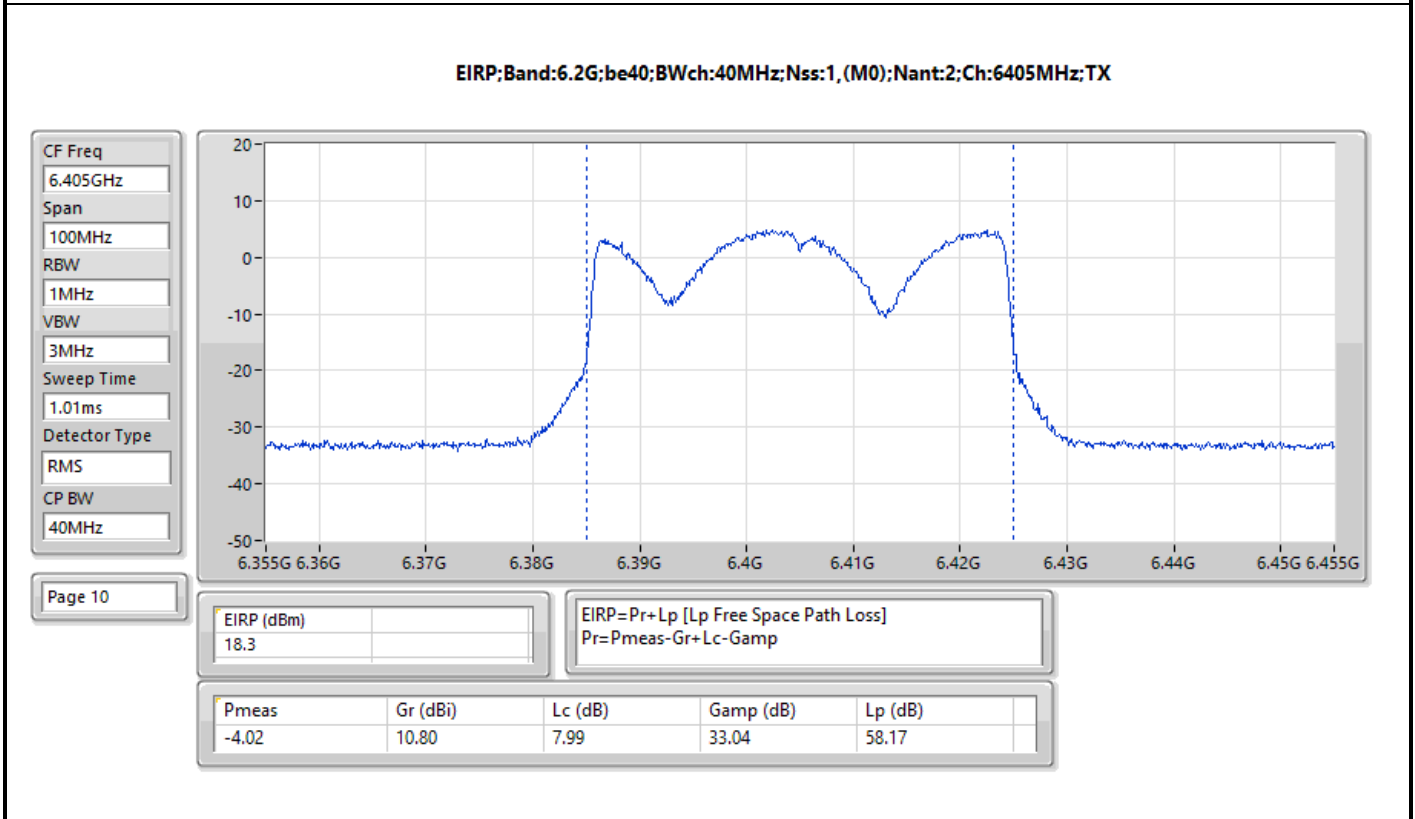 EIRP;Band:6.2G;be40;BWch:40MHz;Nss:1,(M0);Nant:2;Ch:6405MHz;TX
CF Freq
6.405GHz
Span
100MHz
RBW
1MHz
VBW
3MHz
Sweep Time
1.01ms
Detector Type
RMS
CP BW
40MHz
Page 10
20
10
0
-10
-20
-30
-40
-50
6.355G 6.36G 6.37G 6.38G 6.39G 6.4G 6.41G 6.42G 6.43G 6.44G 6.45G 6.455G
EIRP (dBm)
18.3
EIRP=Pr+Lp [Lp Free Space Path Loss]
Pr=Pmeas-Gr+Lc-Gamp
Pmeas Gr (dBi) Lc (dB) Gamp (dB) Lp (dB)
-4.02 10.80 7.99 33.04 58.17